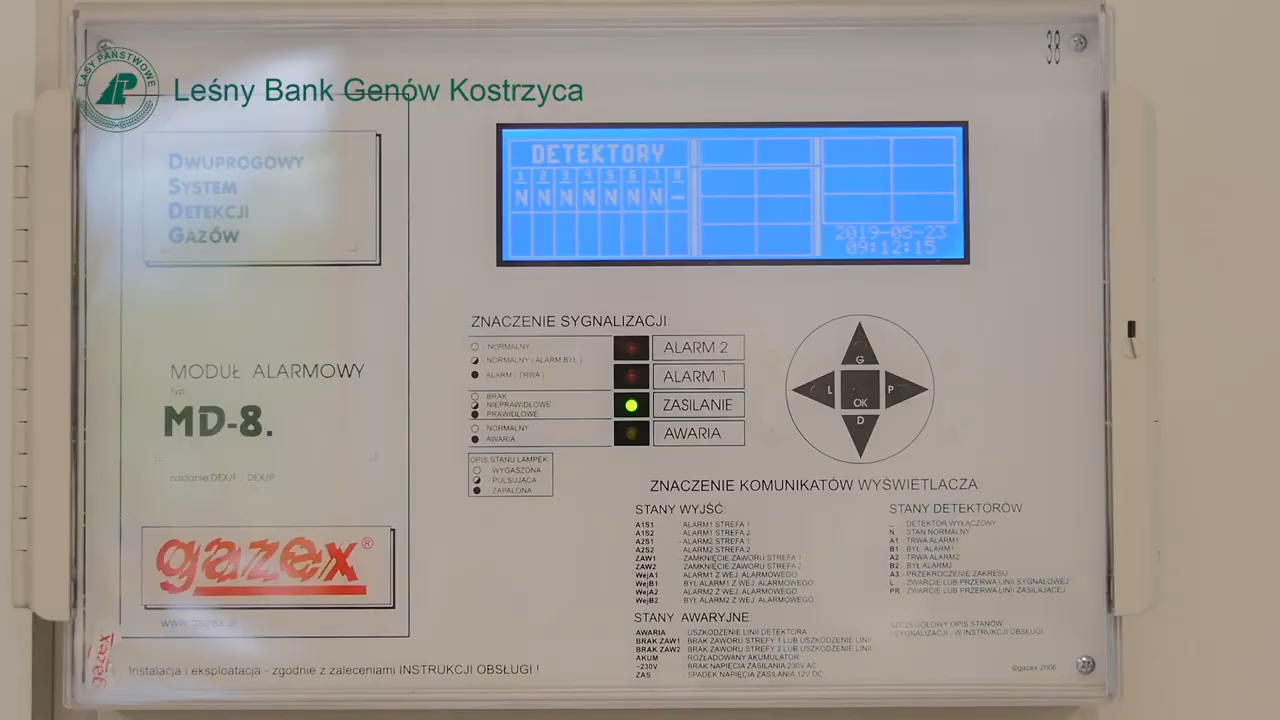 38
LASY PAŃSTWOWE
Leśny Bank Genów Kostrzyca
DWUPROGOWY
SYSTEM
DETEKCJI
GAZÓW
DETEKTORY
1 2 3 4 5 6 7 8
N N N N N N N –
2019-05-23
09:12:15
MODUŁ ALARMOWY
typ
MD-8.
zasilanie DEX/F , DEX/P
gazex®
www.gazex.pl
gazex
ZNACZENIE SYGNALIZACJI
- NORMALNY
- NORMALNY ( ALARM BYŁ )
- ALARM ( TRWA )
ALARM 2
ALARM 1
- BRAK
- NIEPRAWIDŁOWE
- PRAWIDŁOWE
ZASILANIE
- NORMALNY
- AWARIA
AWARIA
OPIS STANU LAMPEK:
- WYGASZONA
- PULSUJĄCA
- ZAPALONA
G
L
P
OK
D
ZNACZENIE KOMUNIKATÓW WYŚWIETLACZA
STANY WYJŚĆ:
A1S1 - ALARM1 STREFA 1
A1S2 - ALARM1 STREFA 2
A2S1 - ALARM2 STREFA 1
A2S2 - ALARM2 STREFA 2
ZAW1 - ZAMKNIĘCIE ZAWORU STREFA 1
ZAW2 - ZAMKNIĘCIE ZAWORU STREFA 2
WejA1 - ALARM1 Z WEJ. ALARMOWEGO
WejB1 - BYŁ ALARM1 Z WEJ. ALARMOWEGO
WejA2 - ALARM2 Z WEJ. ALARMOWEGO
WejB2 - BYŁ ALARM2 Z WEJ. ALARMOWEGO
STANY AWARYJNE:
AWARIA - USZKODZENIE LINII DETEKTORA
BRAK ZAW1 - BRAK ZAWORU STREFY 1 LUB USZKODZENIE LINII
BRAK ZAW2 - BRAK ZAWORU STREFY 2 LUB USZKODZENIE LINII
AKUM - ROZŁADOWANY AKUMULATOR
~230V - BRAK NAPIĘCIA ZASILANIA 230V AC
ZAS - SPADEK NAPIĘCIA ZASILANIA 12V DC
STANY DETEKTORÓW
_ - DETEKTOR WYŁĄCZONY
N - STAN NORMALNY
A1 - TRWA ALARM1
B1 - BYŁ ALARM1
A2 - TRWA ALARM2
B2 - BYŁ ALARM2
A3 - PRZEKROCZENIE ZAKRESU
L - ZWARCIE LUB PRZERWA LINII SYGNAŁOWEJ
PR - ZWARCIE LUB PRZERWA LINII ZASILAJĄCEJ
SZCZEGÓŁOWY OPIS STANÓW
I SYGNALIZACJI - W INSTRUKCJI OBSŁUGI
Instalacja i eksploatacja - zgodnie z zaleceniami INSTRUKCJI OBSŁUGI !
©gazex 2006